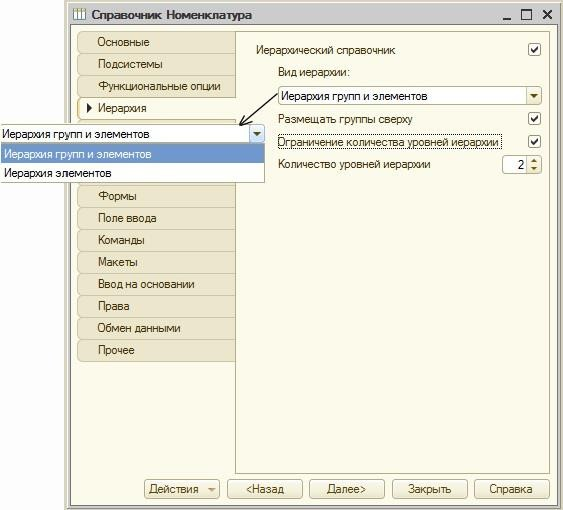 Справочник Номенклатура
Основные
Подсистемы
Функциональные опции
Иерархия
Иерархия групп и элементов
Иерархия групп и элементов
Иерархия элементов
Формы
Поле ввода
Команды
Макеты
Ввод на основании
Права
Обмен данными
Прочее
Иерархический справочник
Вид иерархии:
Иерархия групп и элементов
Размещать группы сверху
Ограничение количества уровней иерархии
Количество уровней иерархии 2
Действия <Назад Далее> Закрыть Справка